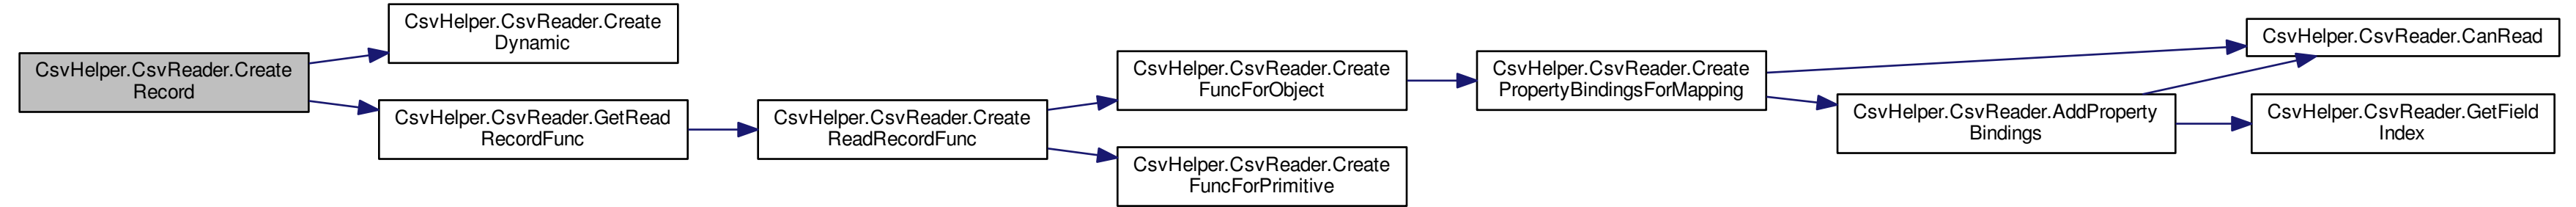 CsvHelper.CsvReader.Create
Record
CsvHelper.CsvReader.Create
Dynamic
CsvHelper.CsvReader.GetRead
RecordFunc
CsvHelper.CsvReader.Create
ReadRecordFunc
CsvHelper.CsvReader.Create
FuncForObject
CsvHelper.CsvReader.Create
FuncForPrimitive
CsvHelper.CsvReader.Create
PropertyBindingsForMapping
CsvHelper.CsvReader.AddProperty
Bindings
CsvHelper.CsvReader.CanRead
CsvHelper.CsvReader.GetField
Index